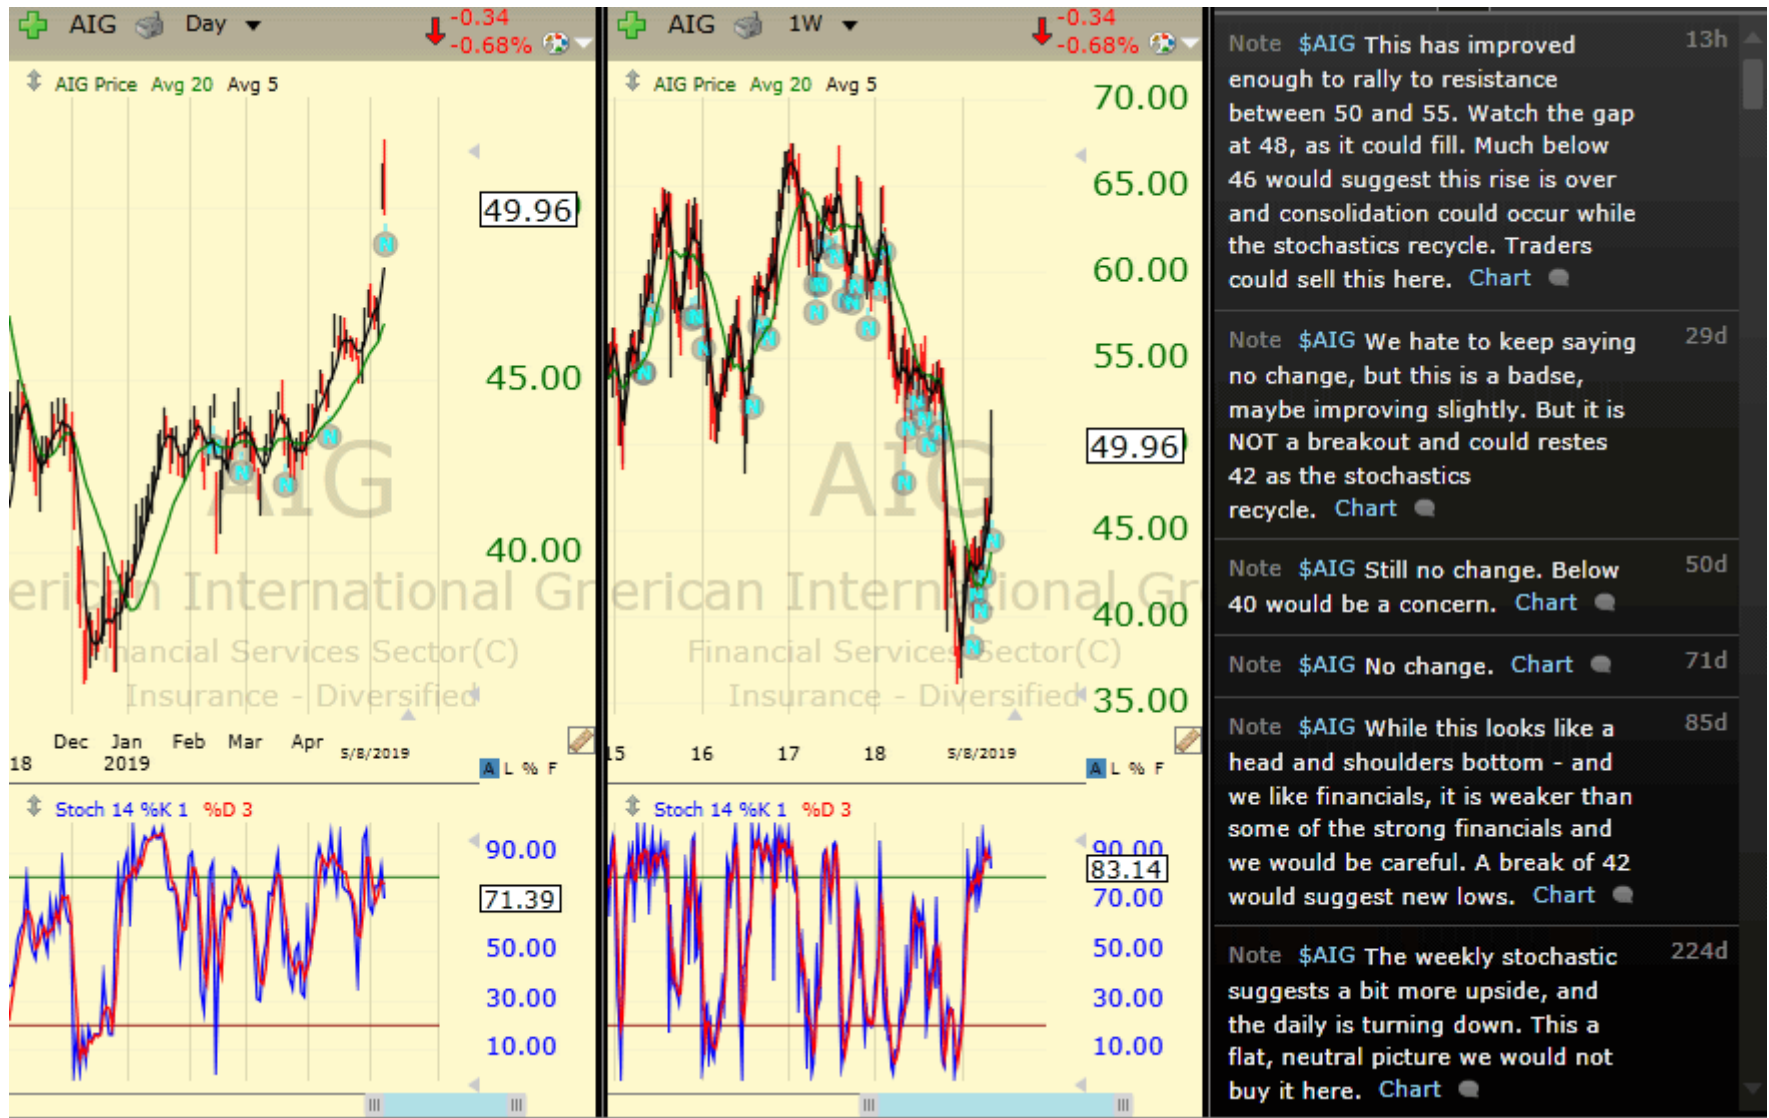 AIG Day -0.34
-0.68%
AIG Price Avg 20 Avg 5
49.96
45.00
40.00
AIG
erican International Gr
Financial Services Sector(C)
Insurance - Diversified
Dec Jan Feb Mar Apr 5/8/2019
18 2019
A L % F
Stoch 14 %K 1 %D 3
90.00
71.39
50.00
30.00
10.00
N
N
N
N
N
AIG 1W -0.34
-0.68%
AIG Price Avg 20 Avg 5
70.00
65.00
60.00
55.00
49.96
45.00
40.00
35.00
AIG
erican International Gr
Financial Services Sector(C)
Insurance - Diversified
15 16 17 18 5/8/2019
A L % F
Stoch 14 %K 1 %D 3
90.00
83.14
70.00
50.00
30.00
10.00
Note $AIG This has improved 13h
enough to rally to resistance
between 50 and 55. Watch the gap
at 48, as it could fill. Much below
46 would suggest this rise is over
and consolidation could occur while
the stochastics recycle. Traders
could sell this here. Chart
Note $AIG We hate to keep saying 29d
no change, but this is a badse,
maybe improving slightly. But it is
NOT a breakout and could restes
42 as the stochastics
recycle. Chart
Note $AIG Still no change. Below 50d
40 would be a concern. Chart
Note $AIG No change. Chart 71d
Note $AIG While this looks like a 85d
head and shoulders bottom - and
we like financials, it is weaker than
some of the strong financials and
we would be careful. A break of 42
would suggest new lows. Chart
Note $AIG The weekly stochastic 224d
suggests a bit more upside, and
the daily is turning down. This a
flat, neutral picture we would not
buy it here. Chart